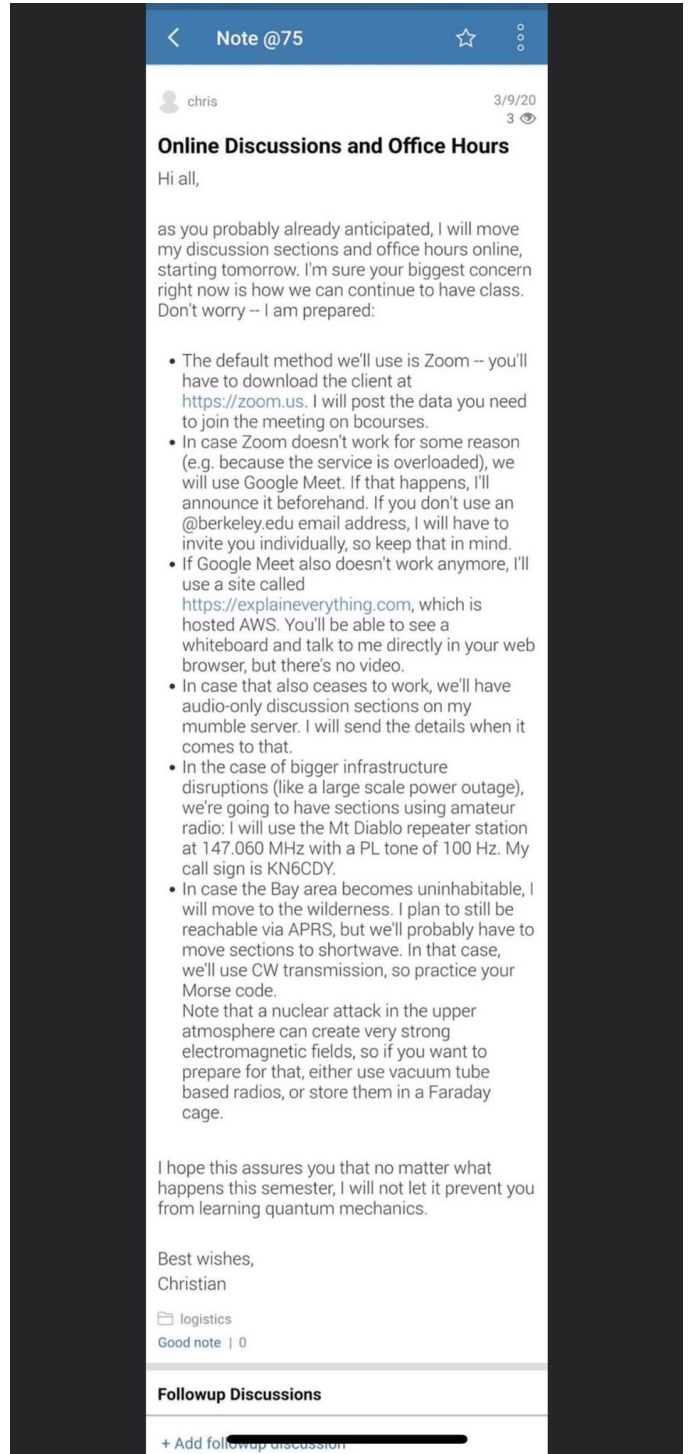 Note @75
chris
3/9/20
3
Online Discussions and Office Hours
Hi all,
as you probably already anticipated, I will move
my discussion sections and office hours online,
starting tomorrow. I'm sure your biggest concern
right now is how we can continue to have class.
Don't worry -- I am prepared:
• The default method we'll use is Zoom -- you'll
have to download the client at
https://zoom.us. I will post the data you need
to join the meeting on bcourses.
• In case Zoom doesn't work for some reason
(e.g. because the service is overloaded), we
will use Google Meet. If that happens, I'll
announce it beforehand. If you don't use an
@berkeley.edu email address, I will have to
invite you individually, so keep that in mind.
• If Google Meet also doesn't work anymore, I'll
use a site called
https://explaineverything.com, which is
hosted AWS. You'll be able to see a
whiteboard and talk to me directly in your web
browser, but there's no video.
• In case that also ceases to work, we'll have
audio-only discussion sections on my
mumble server. I will send the details when it
comes to that.
• In the case of bigger infrastructure
disruptions (like a large scale power outage),
we're going to have sections using amateur
radio: I will use the Mt Diablo repeater station
at 147.060 MHz with a PL tone of 100 Hz. My
call sign is KN6CDY.
• In case the Bay area becomes uninhabitable, I
will move to the wilderness. I plan to still be
reachable via APRS, but we'll probably have to
move sections to shortwave. In that case,
we'll use CW transmission, so practice your
Morse code.
Note that a nuclear attack in the upper
atmosphere can create very strong
electromagnetic fields, so if you want to
prepare for that, either use vacuum tube
based radios, or store them in a Faraday
cage.
I hope this assures you that no matter what
happens this semester, I will not let it prevent you
from learning quantum mechanics.
Best wishes,
Christian
logistics
Good note | 0
Followup Discussions
+ Add followup discussion